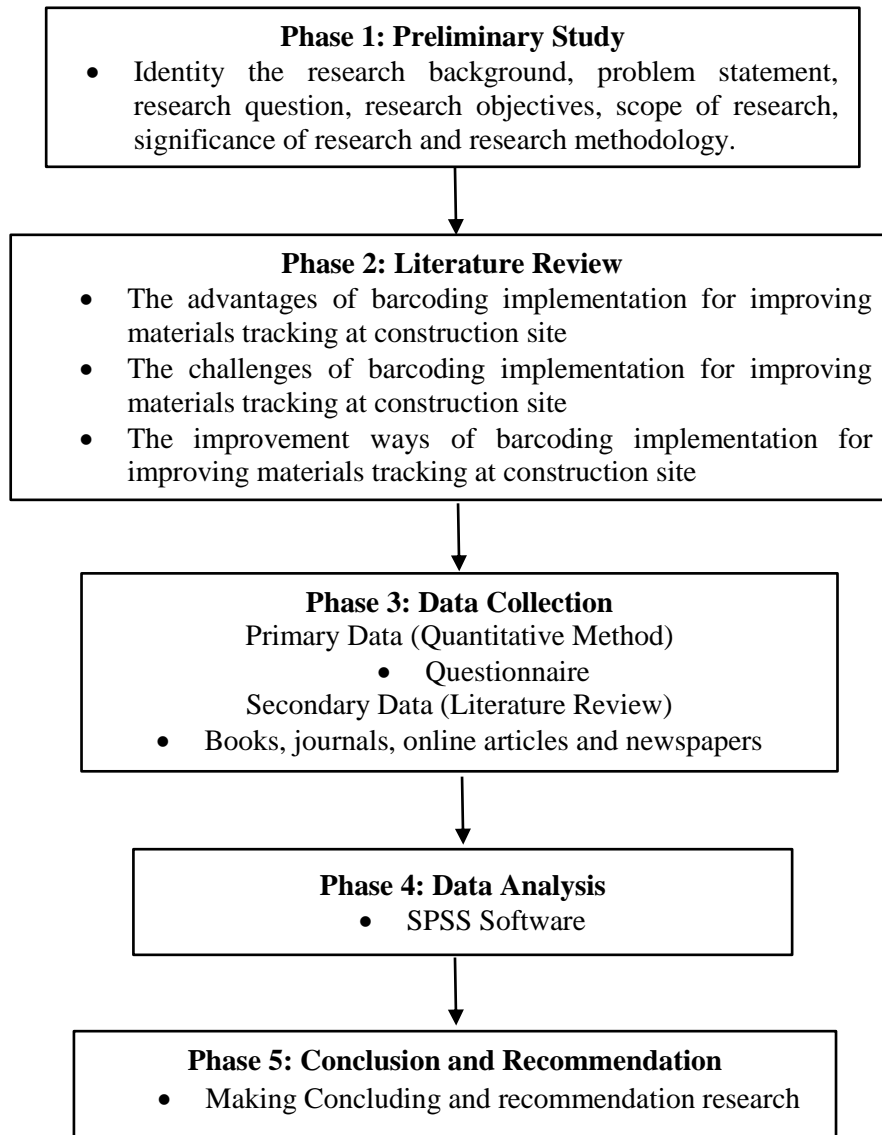 Phase 1: Preliminary Study
• Identity the research background, problem statement,
research question, research objectives, scope of research,
significance of research and research methodology.
Phase 2: Literature Review
• The advantages of barcoding implementation for improving
materials tracking at construction site
• The challenges of barcoding implementation for improving
materials tracking at construction site
• The improvement ways of barcoding implementation for
improving materials tracking at construction site
Phase 3: Data Collection
Primary Data (Quantitative Method)
• Questionnaire
Secondary Data (Literature Review)
• Books, journals, online articles and newspapers
Phase 4: Data Analysis
• SPSS Software
Phase 5: Conclusion and Recommendation
• Making Concluding and recommendation research